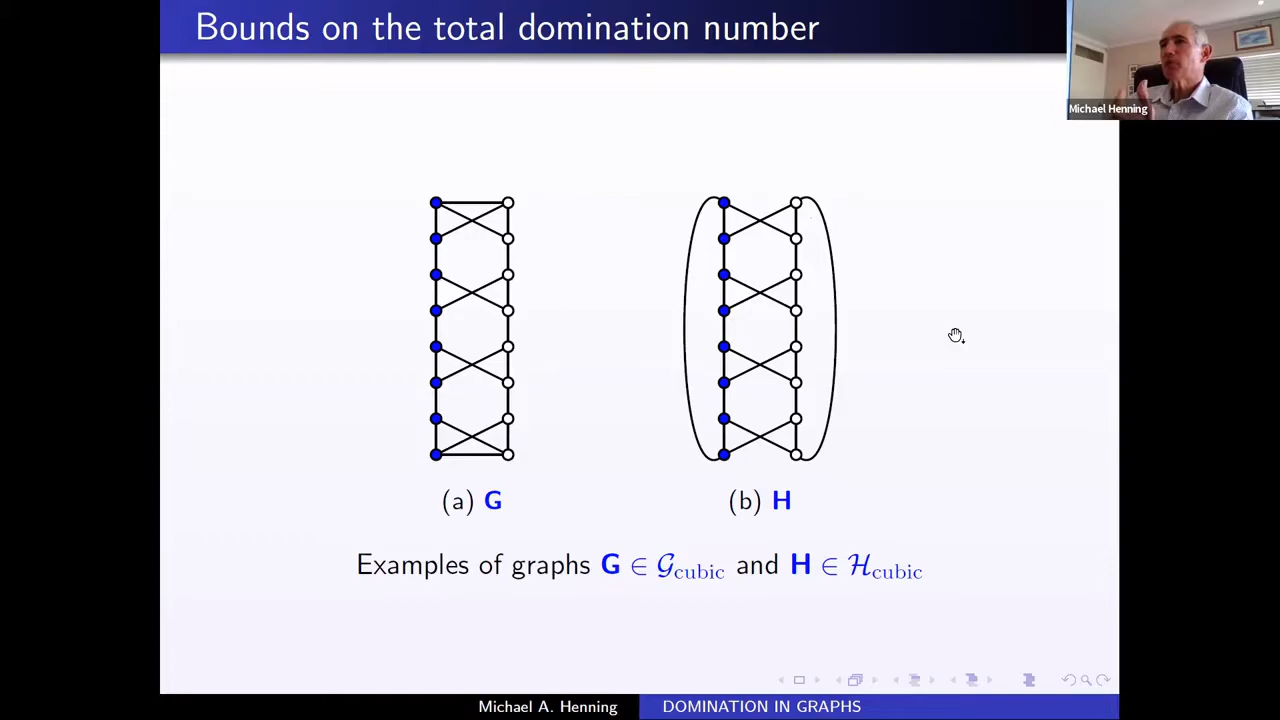 Bounds on the total domination number
Michael Henning
(a) G
(b) H
Examples of graphs G ∈ 𝒢cubic and H ∈ ℋcubic
Michael A. Henning
DOMINATION IN GRAPHS